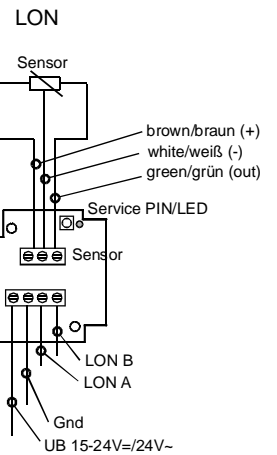 LON
Sensor
brown/braun (+)
white/weiß (-)
green/grün (out)
Service PIN/LED
Sensor
LON B
LON A
Gnd
UB 15-24V=/24V~